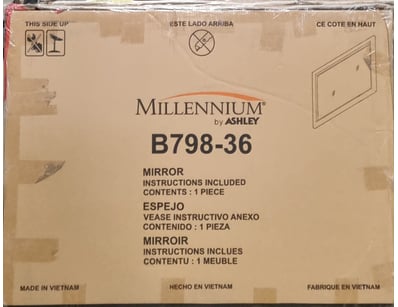 THIS SIDE UP
ESTE LADO ARRIBA
CE COTE EN HAUT
MILLENNIUM®
by ASHLEY
B798-36
MIRROR
INSTRUCTIONS INCLUDED
CONTENTS : 1 PIECE
ESPEJO
VEASE INSTRUCTIVO ANEXO
CONTENIDO : 1 PIEZA
MIRROIR
INSTRUCTIONS INCLUES
CONTENTU : 1 MEUBLE
MADE IN VIETNAM
HECHO EN VIETNAM
FABRIQUE EN VIETNAM